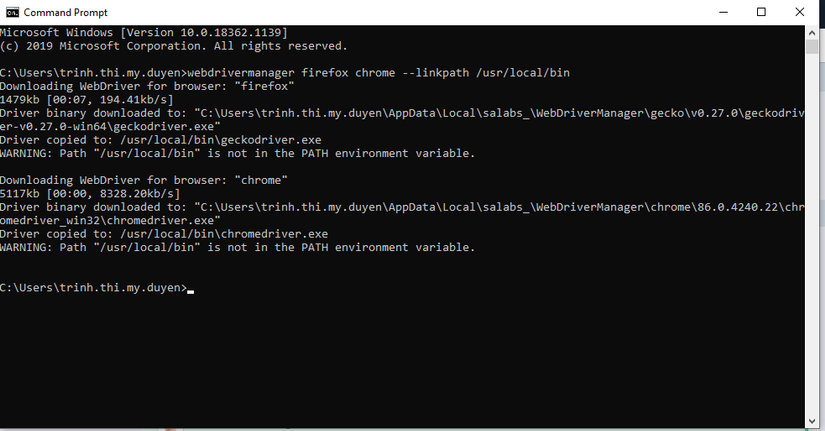 Command Prompt
Microsoft Windows [Version 10.0.18362.1139]
(c) 2019 Microsoft Corporation. All rights reserved.
C:\Users\trinh.thi.my.duyen>webdrivermanager firefox chrome --linkpath /usr/local/bin
Downloading WebDriver for browser: "firefox"
1479kb [00:07, 194.41kb/s]
Driver binary downloaded to: "C:\Users\trinh.thi.my.duyen\AppData\Local\salabs_\WebDriverManager\gecko\v0.27.0\geckodriv
er-v0.27.0-win64\geckodriver.exe"
Driver copied to: /usr/local/bin\geckodriver.exe
WARNING: Path "/usr/local/bin" is not in the PATH environment variable.
Downloading WebDriver for browser: "chrome"
5117kb [00:00, 8328.20kb/s]
Driver binary downloaded to: "C:\Users\trinh.thi.my.duyen\AppData\Local\salabs_\WebDriverManager\chrome\86.0.4240.22\chr
omedriver_win32\chromedriver.exe"
Driver copied to: /usr/local/bin\chromedriver.exe
WARNING: Path "/usr/local/bin" is not in the PATH environment variable.
C:\Users\trinh.thi.my.duyen>